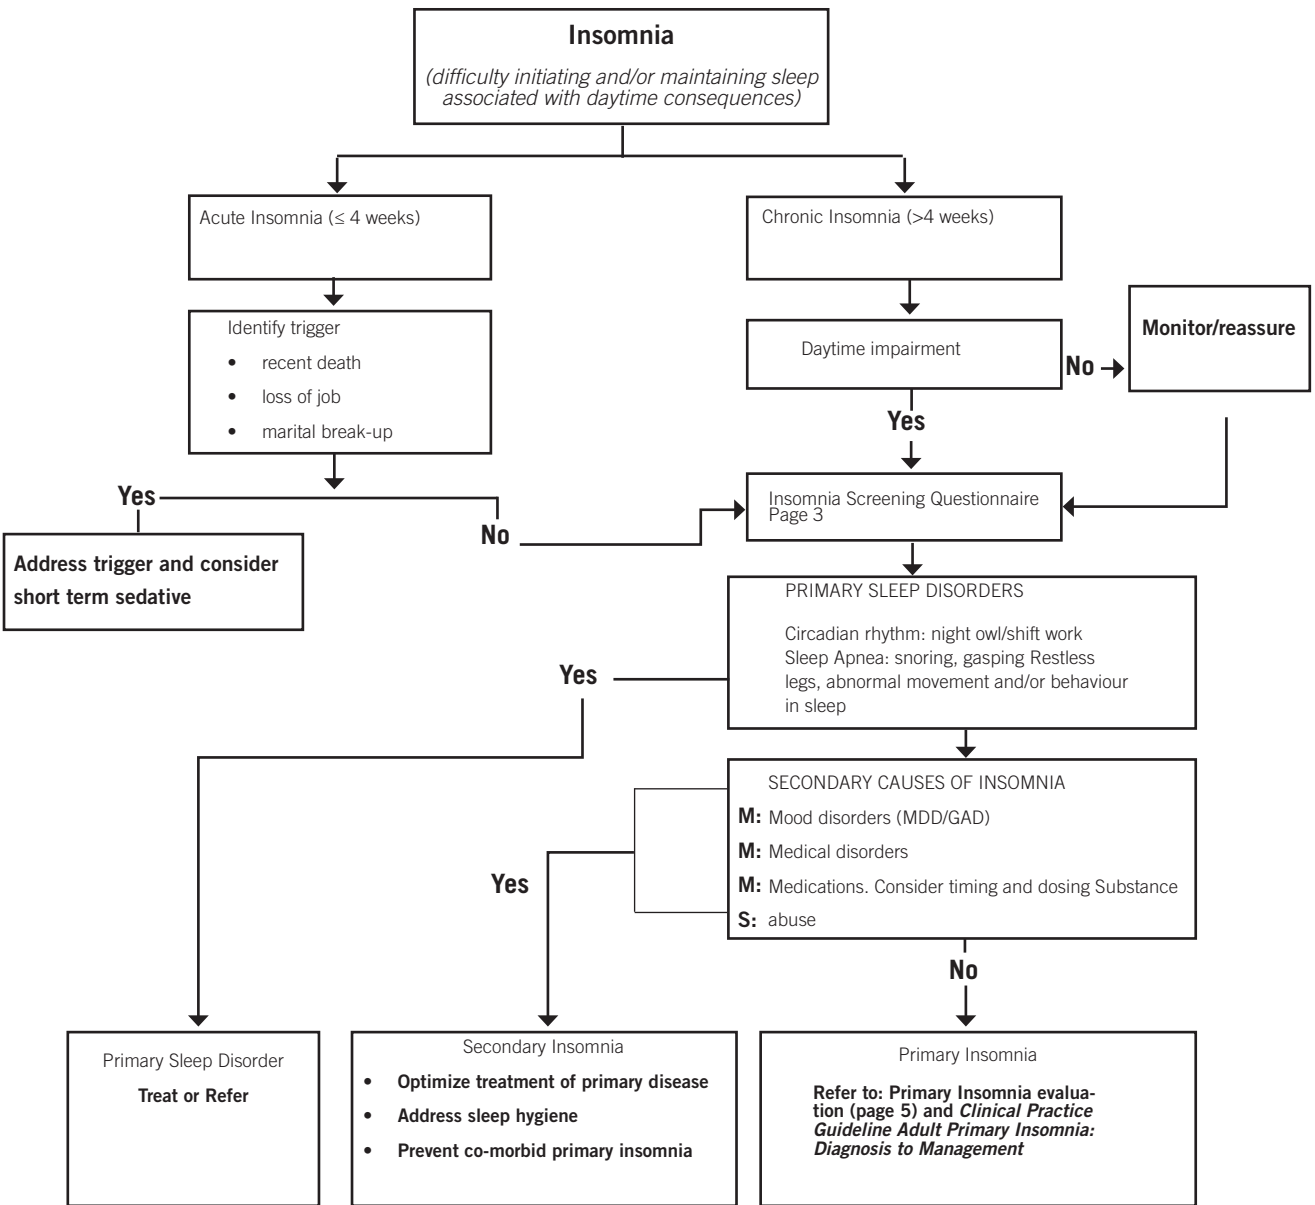 Insomnia
(difficulty initiating and/or maintaining sleep
associated with daytime consequences)
Acute Insomnia (≤ 4 weeks)
Chronic Insomnia (>4 weeks)
Identify trigger
• recent death
• loss of job
• marital break-up
Daytime impairment
No
Monitor/reassure
Yes
Yes
No
Insomnia Screening Questionnaire
Page 3
Address trigger and consider
short term sedative
PRIMARY SLEEP DISORDERS
Circadian rhythm: night owl/shift work
Sleep Apnea: snoring, gasping Restless
legs, abnormal movement and/or behaviour
in sleep
Yes
SECONDARY CAUSES OF INSOMNIA
M: Mood disorders (MDD/GAD)
M: Medical disorders
M: Medications. Consider timing and dosing Substance
S: abuse
Yes
No
Primary Sleep Disorder
Treat or Refer
Secondary Insomnia
• Optimize treatment of primary disease
• Address sleep hygiene
• Prevent co-morbid primary insomnia
Primary Insomnia
Refer to: Primary Insomnia evalua-
tion (page 5) and Clinical Practice
Guideline Adult Primary Insomnia:
Diagnosis to Management